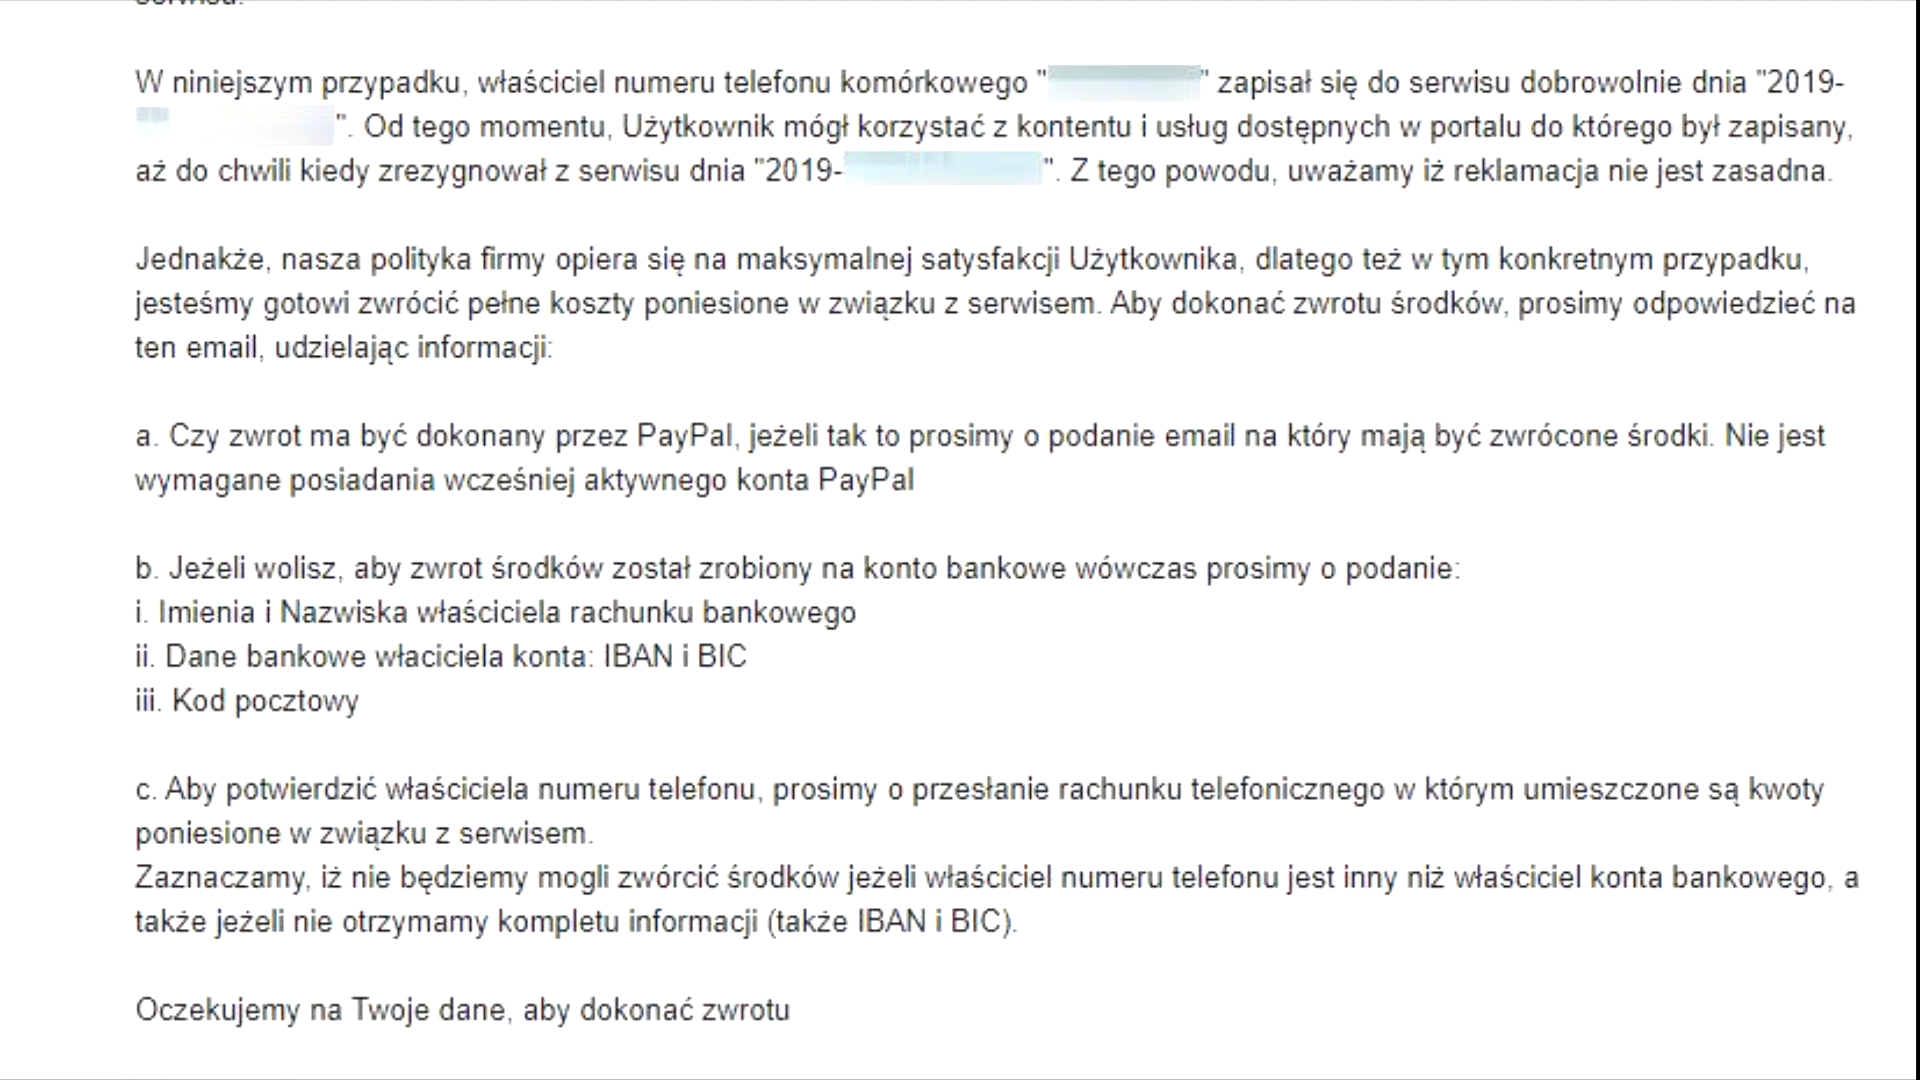 serwisu.
W niniejszym przypadku, właściciel numeru telefonu komórkowego " " zapisał się do serwisu dobrowolnie dnia "2019-
". Od tego momentu, Użytkownik mógł korzystać z kontentu i usług dostępnych w portalu do którego był zapisany,
aż do chwili kiedy zrezygnował z serwisu dnia "2019- ". Z tego powodu, uważamy iż reklamacja nie jest zasadna.
Jednakże, nasza polityka firmy opiera się na maksymalnej satysfakcji Użytkownika, dlatego też w tym konkretnym przypadku,
jesteśmy gotowi zwrócić pełne koszty poniesione w związku z serwisem. Aby dokonać zwrotu środków, prosimy odpowiedzieć na
ten email, udzielając informacji:
a. Czy zwrot ma być dokonany przez PayPal, jeżeli tak to prosimy o podanie email na który mają być zwrócone środki. Nie jest
wymagane posiadania wcześniej aktywnego konta PayPal
b. Jeżeli wolisz, aby zwrot środków został zrobiony na konto bankowe wówczas prosimy o podanie:
i. Imienia i Nazwiska właściciela rachunku bankowego
ii. Dane bankowe właciciela konta: IBAN i BIC
iii. Kod pocztowy
c. Aby potwierdzić właściciela numeru telefonu, prosimy o przesłanie rachunku telefonicznego w którym umieszczone są kwoty
poniesione w związku z serwisem.
Zaznaczamy, iż nie będziemy mogli zwórcić środków jeżeli właściciel numeru telefonu jest inny niż właściciel konta bankowego, a
także jeżeli nie otrzymamy kompletu informacji (także IBAN i BIC).
Oczekujemy na Twoje dane, aby dokonać zwrotu